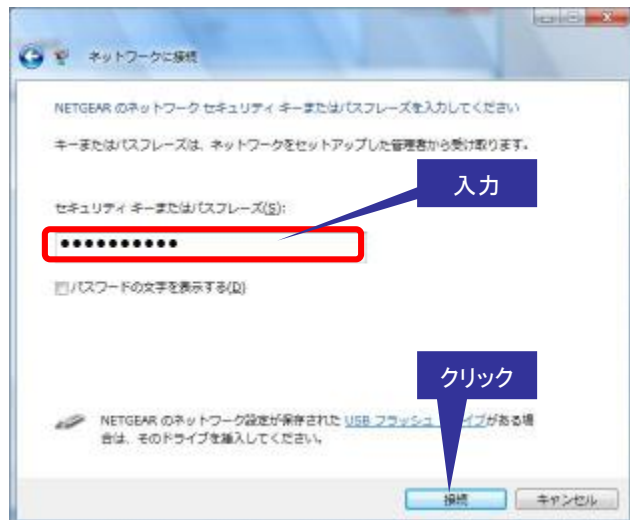 ネットワークに接続
NETGEAR のネットワーク セキュリティ キーまたはパスフレーズを入力してください
キーまたはパスフレーズは、ネットワークをセットアップした管理者から受け取ります。
入力
セキュリティ キーまたはパスフレーズ(S):
●●●●●●●●●●
パスワードの文字を表示する(D)
クリック
NETGEAR のネットワーク設定が保存された USB フラッシュ イブがある場
合は、そのドライブを挿入してください。
接続
キャンセル